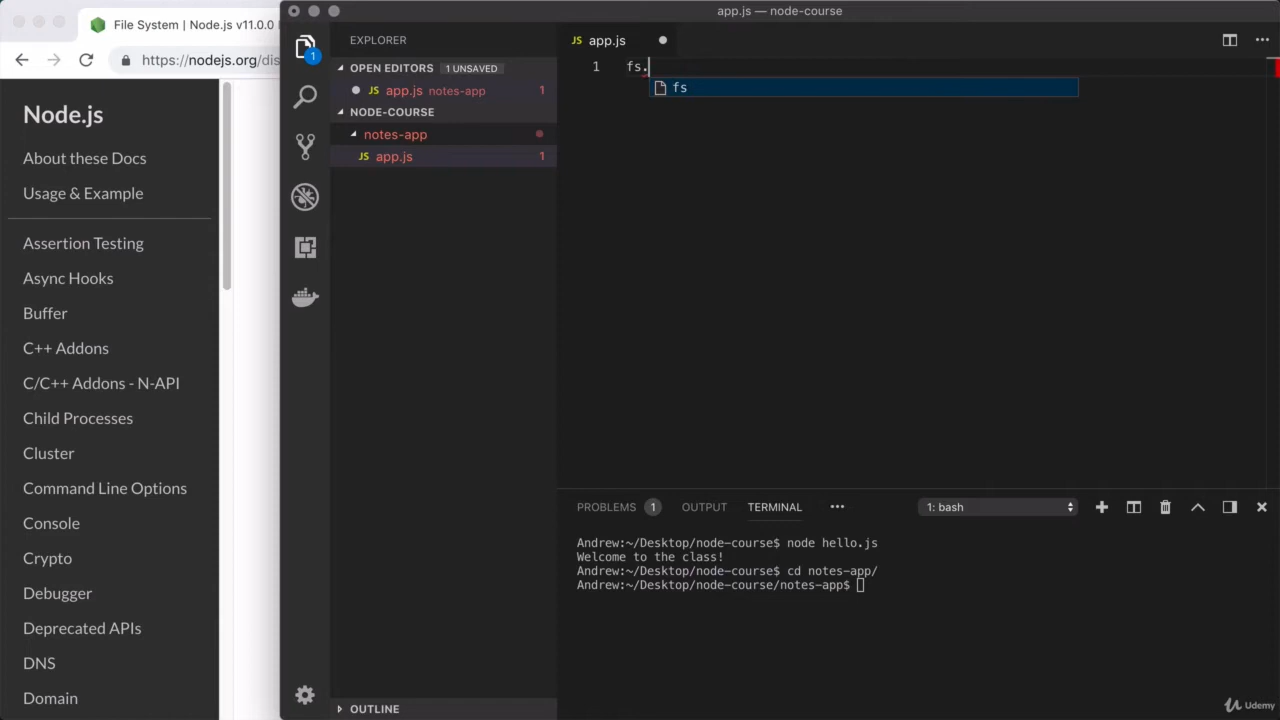 File System | Node.js v11.0.0
https://nodejs.org/dis
Node.js
About these Docs
Usage & Example
Assertion Testing
Async Hooks
Buffer
C++ Addons
C/C++ Addons - N-API
Child Processes
Cluster
Command Line Options
Console
Crypto
Debugger
Deprecated APIs
DNS
Domain
app.js — node-course
1
EXPLORER
OPEN EDITORS 1 UNSAVED
JS app.js notes-app 1
NODE-COURSE
notes-app
JS app.js 1
OUTLINE
JS app.js
1 fs.
fs
PROBLEMS 1 OUTPUT TERMINAL ••• 1: bash
Andrew:~/Desktop/node-course$ node hello.js
Welcome to the class!
Andrew:~/Desktop/node-course$ cd notes-app/
Andrew:~/Desktop/node-course/notes-app$
Udemy